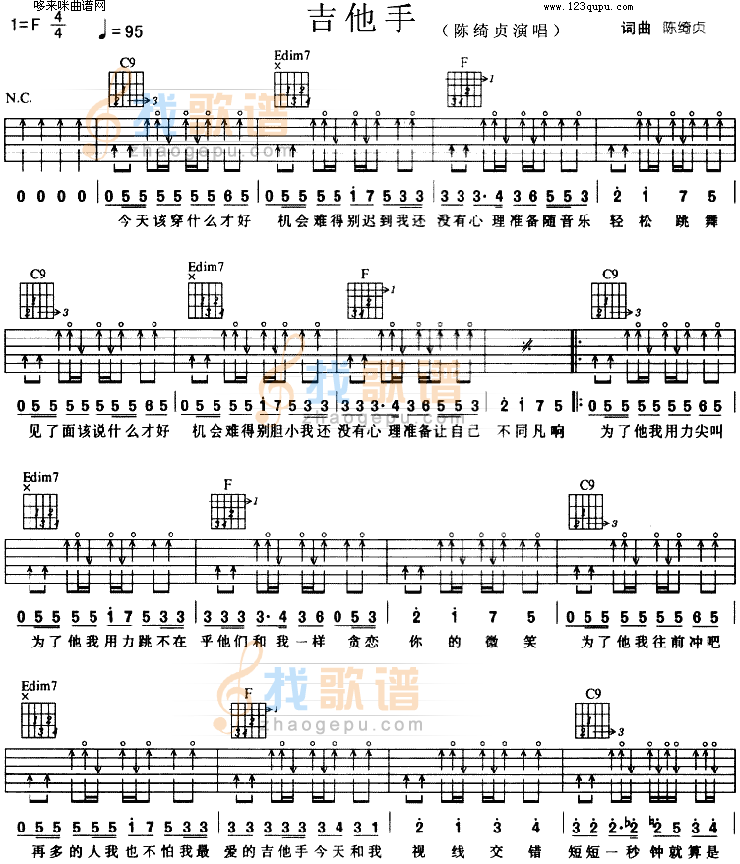 哆来咪曲谱网
www.123qupu.com
吉他手
1=F 4/4 ♩=95
（陈绮贞演唱）
词曲 陈绮贞
C9 Edim7 F
N.C.
0 0 0 0 0 5 5 5 5 5 6 5 0 5 5 5 5 i 7 5 3 3 3 3 3· 4 3 6 5 5 5 2 i 7 5
今天该穿什么才好 机会难得别迟到我还 没有心理准备随音乐 轻松跳舞
C9 Edim7 F C9
0 5 5 5 5 5 5 6 5 0 5 5 5 5 i 7 5 3 3 3 3 3·4 3 6 5 5 3 2 i 7 5 0 5 5 5 5 5 6 5
见了面该说什么才好 机会难得别胆小我还 没有心理准备让自己 不同凡响 为了他我用力尖叫
Edim7 F C9
0 5 5 5 5 i 7 5 3 3 3 3 3 3·4 3 6 0 5 3 2 i 7 5 0 5 5 5 5 5 6 5
为了他我用力跳不在 乎他们和我一样 贪恋 你的微笑 为了他我往前冲吧
Edim7 F C9
0 5 5 5 5 i 7 5 3 3 3 3 3 3 4 4 3 4 3 1 2 i 3 4 3 2 2·5 2 5 4 5
再多的人我也不怕我最 爱的吉他手今天和我 视线交错 短短一秒钟就算是
找歌谱
zhaogepu.com
找歌谱
zhaogepu.com
找歌谱
zhaogepu.com